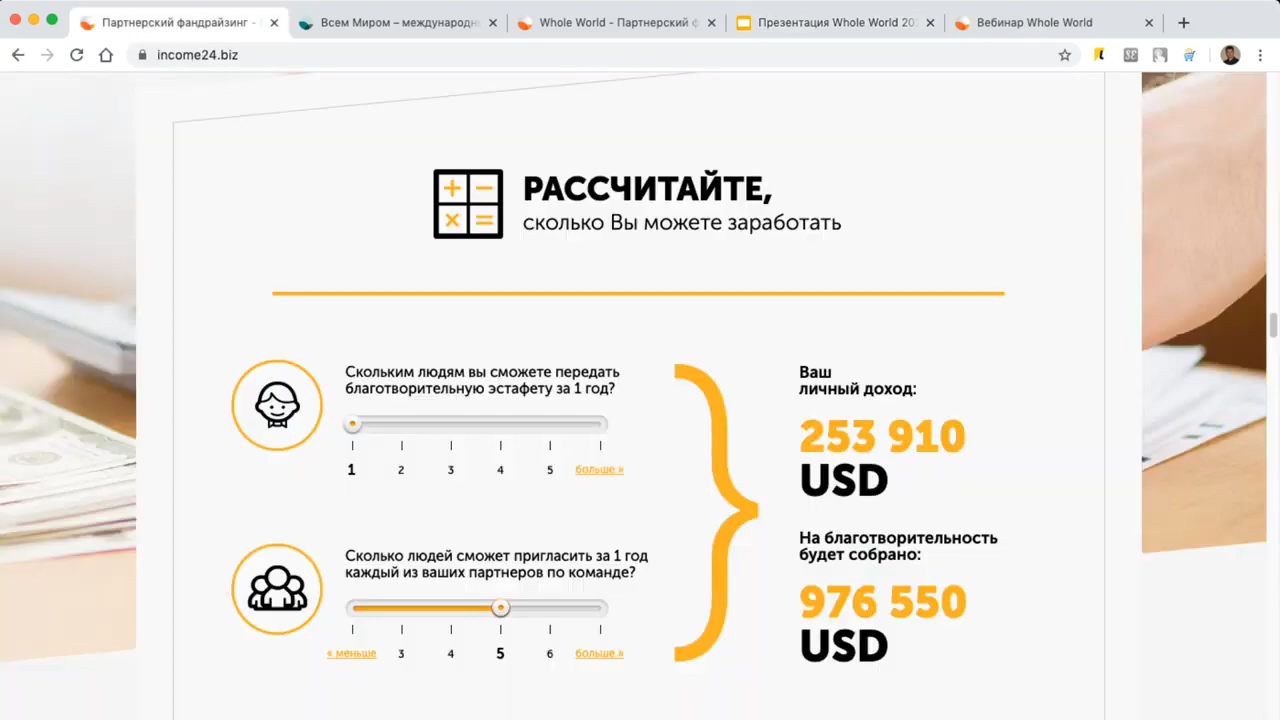 Партнерский фандрайзинг -
Всем Миром – международн
Whole World - Партнерский ф
Презентация Whole World 202
Вебинар Whole World
income24.biz
РАССЧИТАЙТЕ,
сколько Вы можете заработать
Скольким людям вы сможете передать
благотворительную эстафету за 1 год?
1 2 3 4 5 больше »
Сколько людей сможет пригласить за 1 год
каждый из ваших партнеров по команде?
« меньше 3 4 5 6 больше »
Ваш
личный доход:
253 910
USD
На благотворительность
будет собрано:
976 550
USD